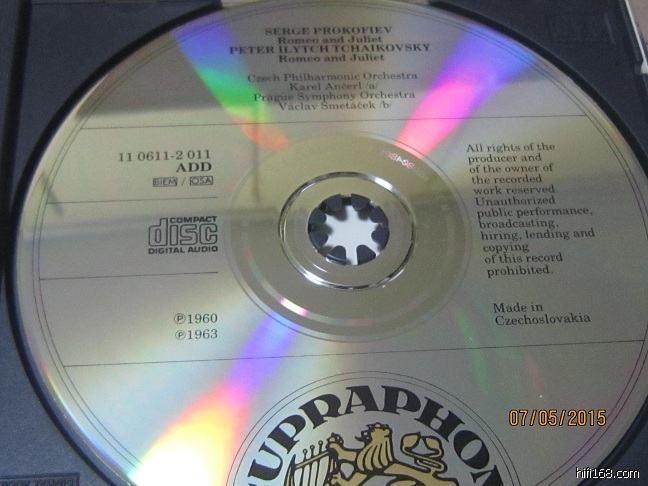 SERGE PROKOFIEV
Romeo and Juliet
PETER ILYTCH TCHAIKOVSKY
Romeo and Juliet
Czech Philharmonic Orchestra
Karel Ančerl /a/
Prague Symphony Orchestra
Václav Smetáček /b/
11 0611-2 011
ADD
BIEM / OSA
COMPACT
disc
DIGITAL AUDIO
℗1960
℗1963
All rights of the
producer and
of the owner of
the recorded
work reserved.
Unauthorized
public performance,
broadcasting,
hiring, lending and
copying
of this record
prohibited.
Made in
Czechoslovakia
SUPRAPHON
07/05/2015
hifi168.com